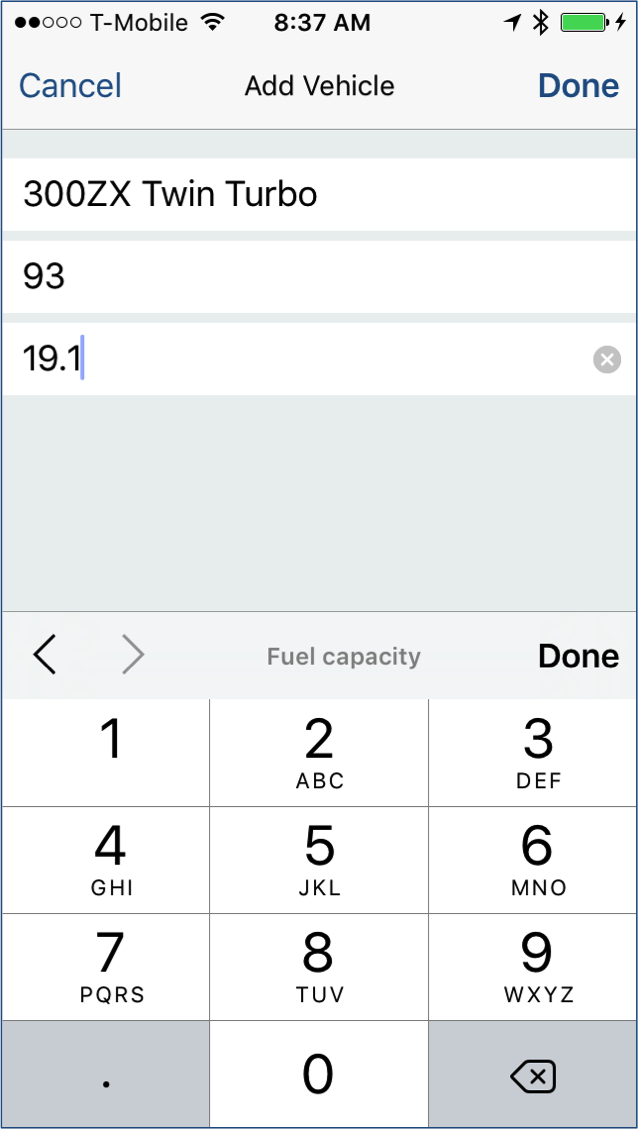 T-Mobile 8:37 AM
Cancel Add Vehicle Done
300ZX Twin Turbo
93
19.1
Fuel capacity Done
1 2 3
ABC DEF
4 5 6
GHI JKL MNO
7 8 9
PQRS TUV WXYZ
. 0